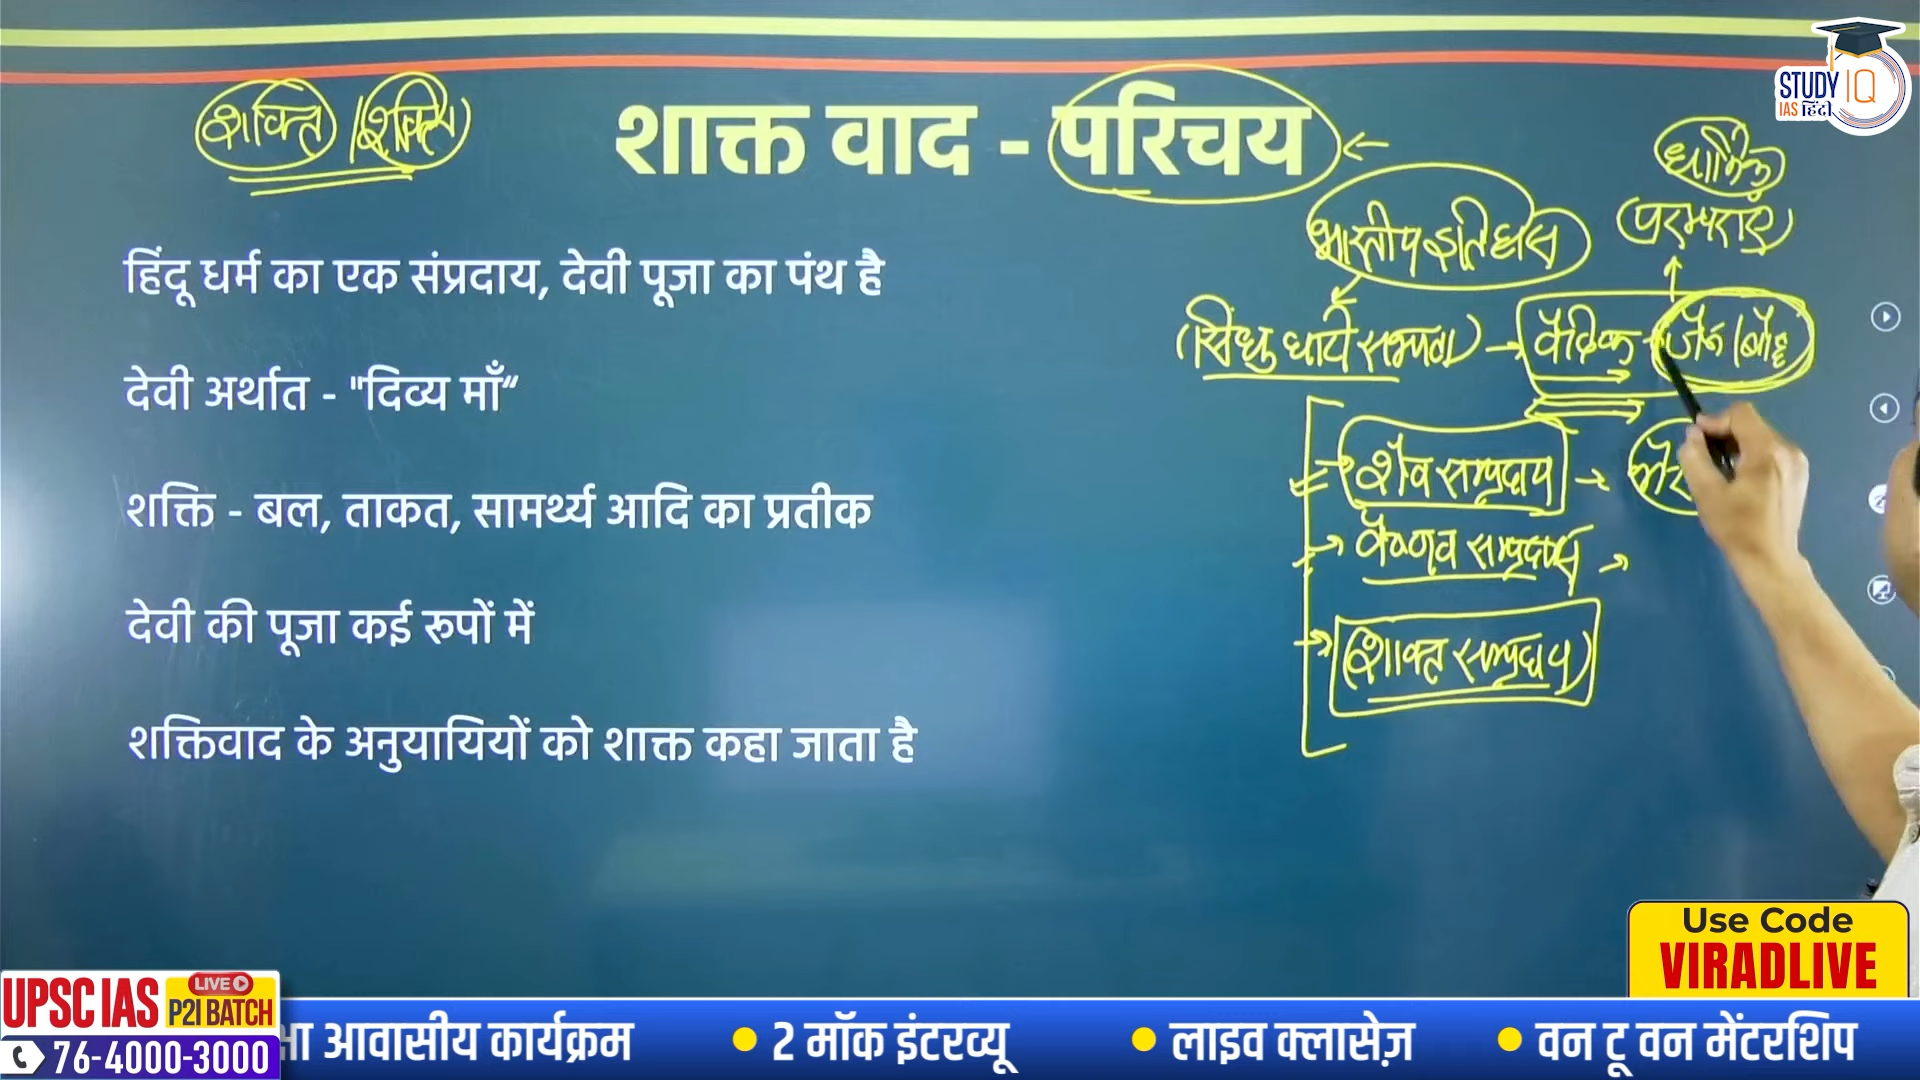 STUDY IQ
IAS हिंदी
शाक्त वाद - परिचय
शक्ति
हिंदू धर्म का एक संप्रदाय, देवी पूजा का पंथ है
देवी अर्थात - "दिव्य माँ“
शक्ति - बल, ताकत, सामर्थ्य आदि का प्रतीक
देवी की पूजा कई रूपों में
शक्तिवाद के अनुयायियों को शाक्त कहा जाता है
धार्मिक
परम्पराएँ
भारतीय इतिहास
(सिंधु घाटी सभ्यता) → वैदिक → जैन/बौद्ध
→ शैव सम्प्रदाय →
→ वैष्णव सम्प्रदाय →
→ (शाक्त सम्प्रदाय)
Use Code
VIRADLIVE
UPSC IAS LIVE P2I BATCH
76-4000-3000
आवासीय कार्यक्रम • 2 मॉक इंटरव्यू • लाइव क्लासेज़ • वन टू वन मेंटरशिप